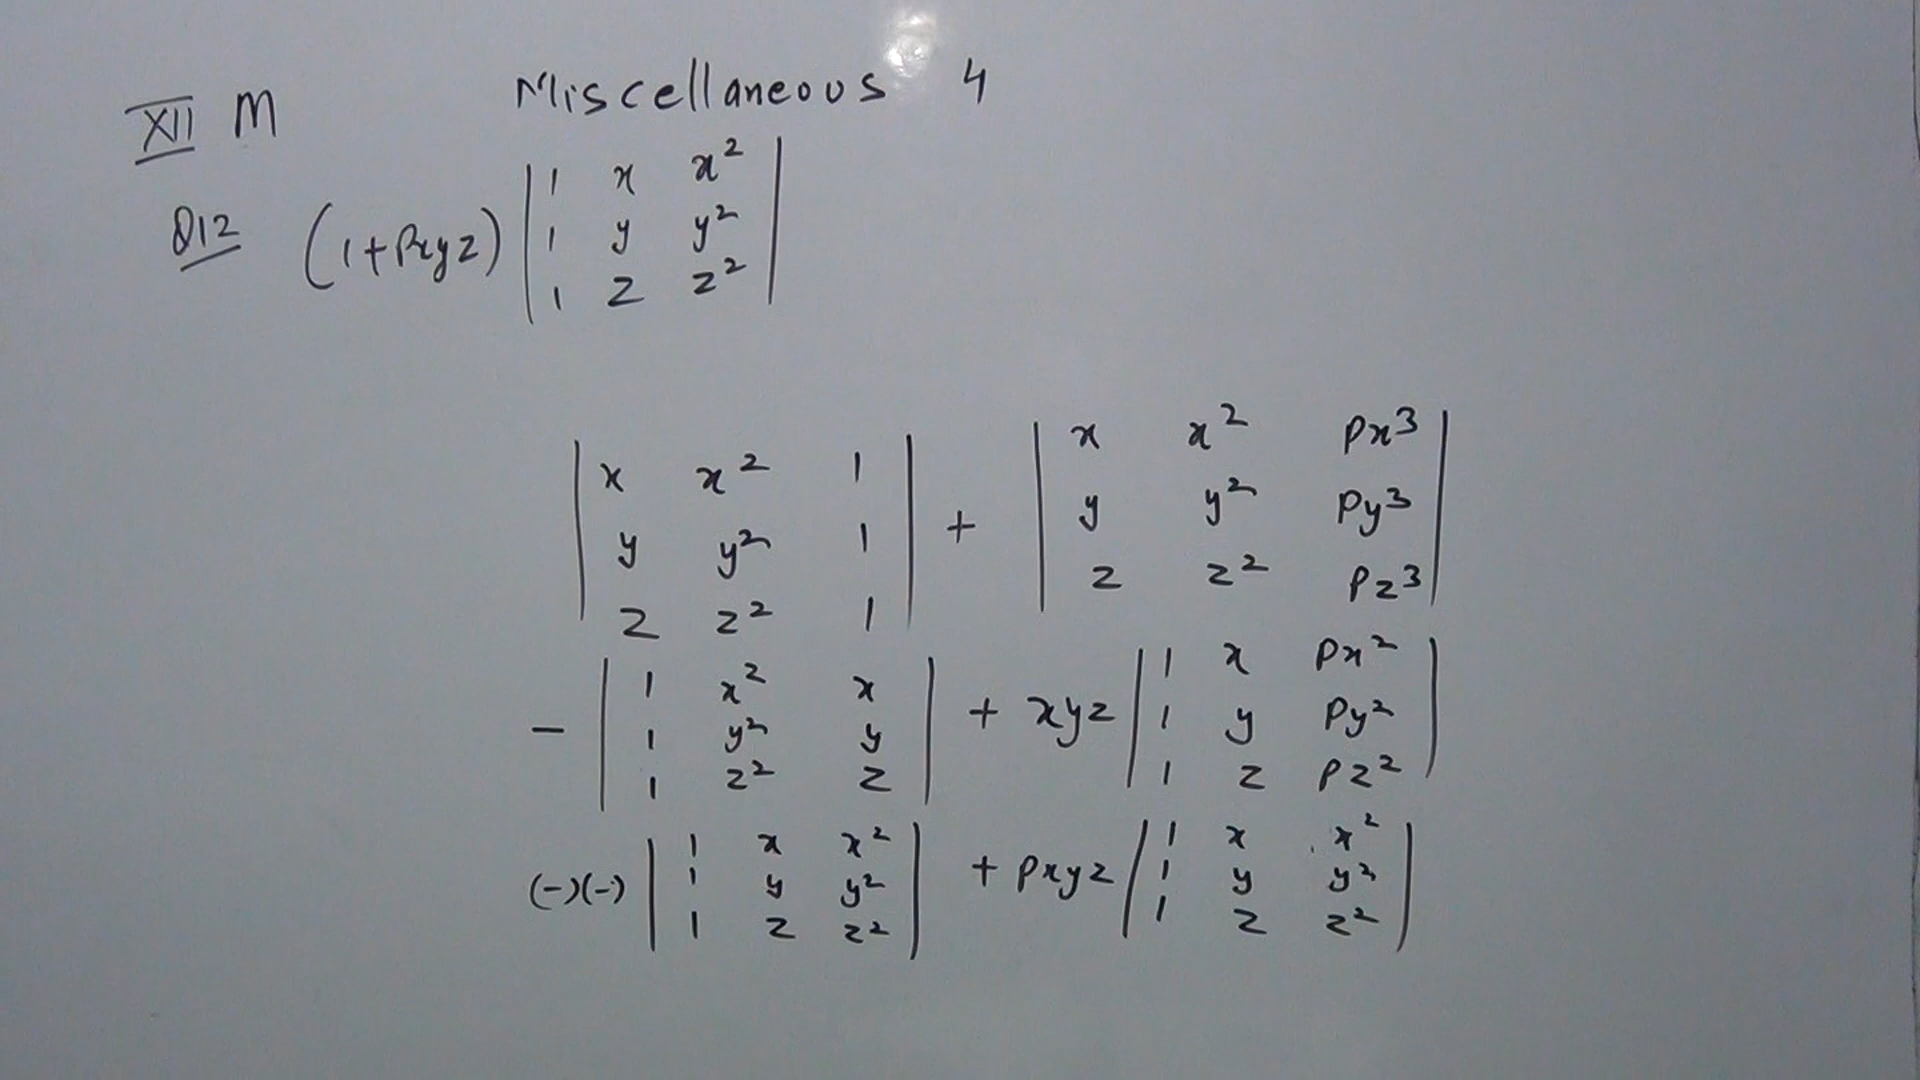 XII M Miscellaneous 4
Q12 (1+Pxyz) | 1 x x² |
| 1 y y² |
| 1 z z² |
| x x² 1 | + | x x² px³ |
| y y² 1 | | y y² py³ |
| z z² 1 | | z z² pz³ |
- | 1 x² x | + xyz | 1 x px² |
| 1 y² y | | 1 y py² |
| 1 z² z | | 1 z pz² |
(-)(-) | 1 x x² | + pxyz | 1 x x² |
| 1 y y² | | 1 y y² |
| 1 z z² | | 1 z z² |